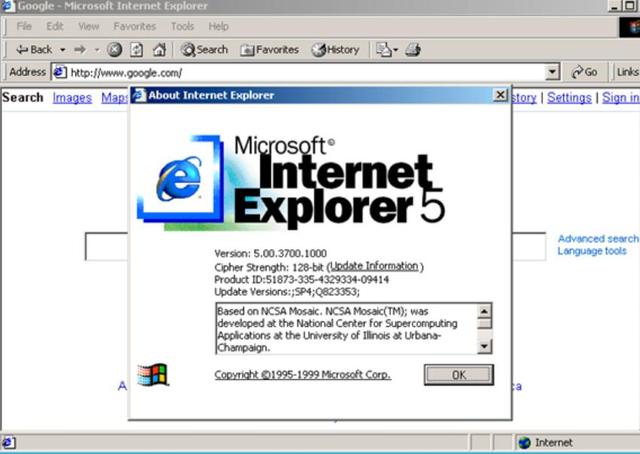 Google - Microsoft Internet Explorer
File Edit View Favorites Tools Help
Back Search Favorites History
Address http://www.google.com/ Go Links
Search Images Maps
story | Settings | Sign in
About Internet Explorer
Microsoft®
Internet
Explorer 5
Advanced search
Language tools
Version: 5.00.3700.1000
Cipher Strength: 128-bit (Update Information)
Product ID:51873-335-4329334-09414
Update Versions:;SP4;Q823353;
Based on NCSA Mosaic. NCSA Mosaic(TM); was
developed at the National Center for Supercomputing
Applications at the University of Illinois at Urbana-
Champaign.
Copyright ©1995-1999 Microsoft Corp.
OK
A
ca
Internet